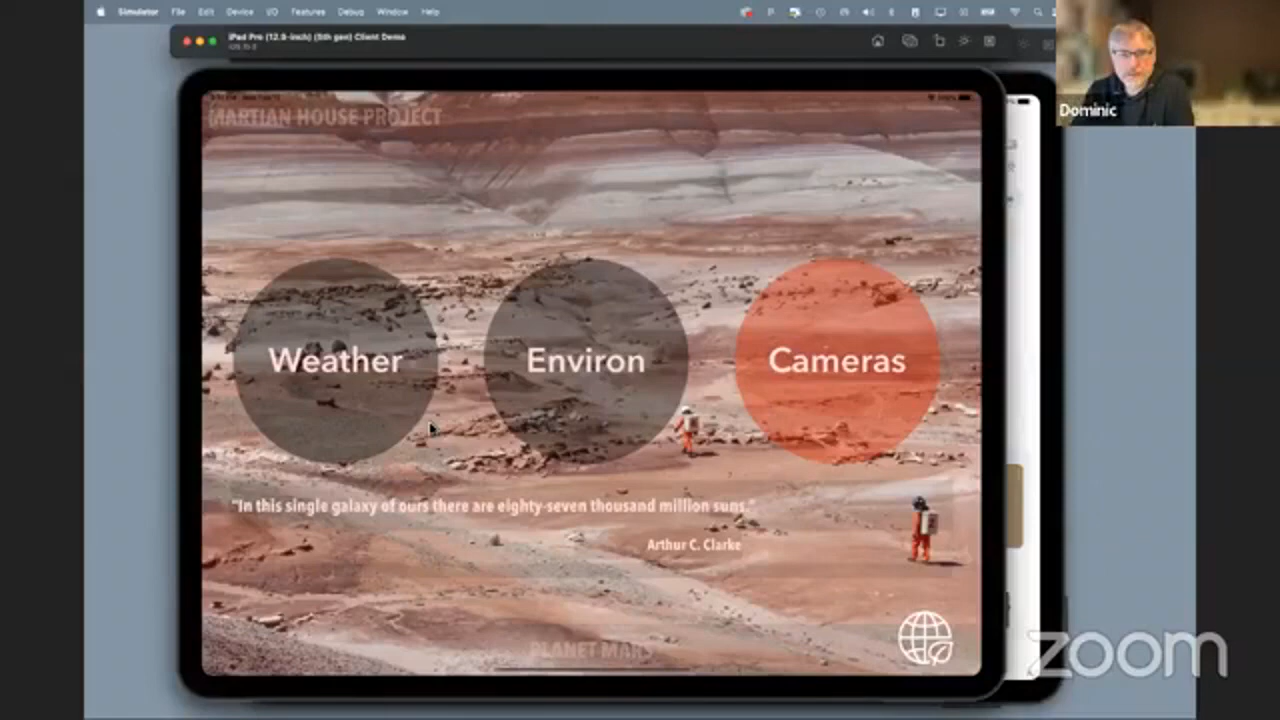 Simulator File Edit Device I/O Features Debug Window Help
iPad Pro (12.9-inch) (5th gen) Client Demo
Dominic
MARTIAN HOUSE PROJECT
Weather Environ Cameras
"In this single galaxy of ours there are eighty-seven thousand million suns."
Arthur C. Clarke
PLANET MARS
zoom